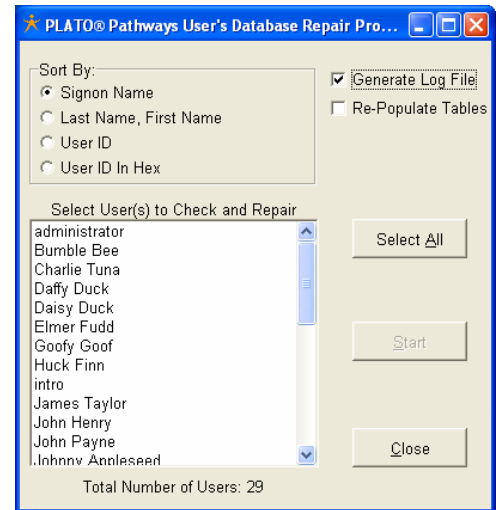 PLATO® Pathways User's Database Repair Pro...
Sort By:
Signon Name
Last Name, First Name
User ID
User ID In Hex
Generate Log File
Re-Populate Tables
Select User(s) to Check and Repair
administrator
Bumble Bee
Charlie Tuna
Daffy Duck
Daisy Duck
Elmer Fudd
Goofy Goof
Huck Finn
intro
James Taylor
John Henry
John Payne
Johnny Appleseed
Select All
Start
Close
Total Number of Users: 29